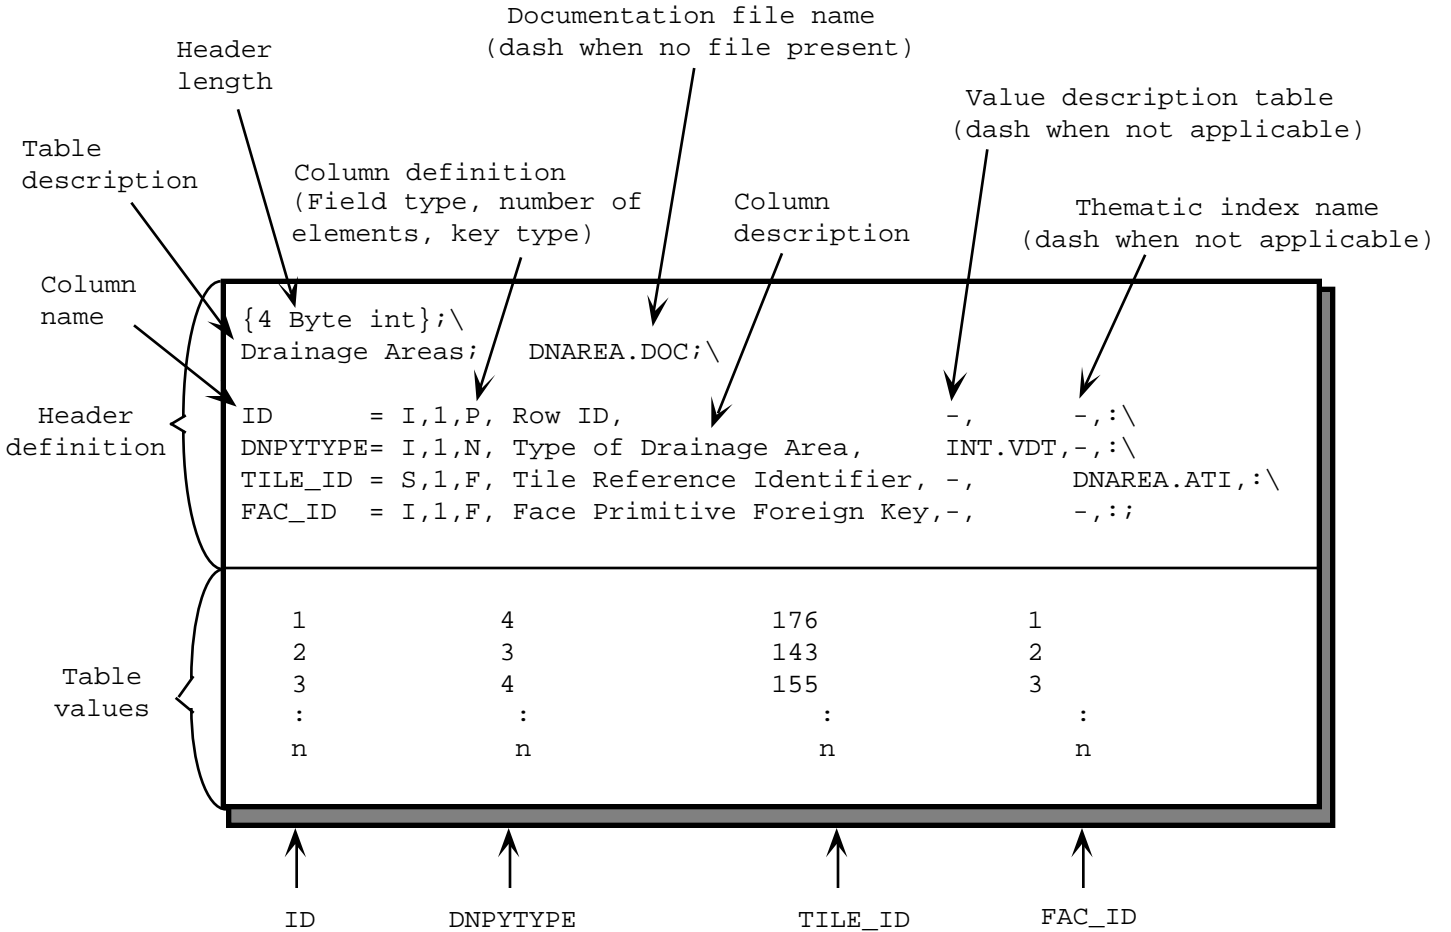 Documentation file name
(dash when no file present)
Header
length
Value description table
(dash when not applicable)
Table
description
Column definition
(Field type, number of
elements, key type)
Column
description
Thematic index name
(dash when not applicable)
Column
name
{4 Byte int};\
Drainage Areas; DNAREA.DOC;\
Header
definition
ID = I,1,P, Row ID, -, -,:\
DNPYTYPE= I,1,N, Type of Drainage Area, INT.VDT,-,:\
TILE_ID = S,1,F, Tile Reference Identifier, -, DNAREA.ATI,:\
FAC_ID = I,1,F, Face Primitive Foreign Key,-, -,:;
Table
values
1 4 176 1
2 3 143 2
3 4 155 3
: : : :
n n n n
ID DNPYTYPE TILE_ID FAC_ID